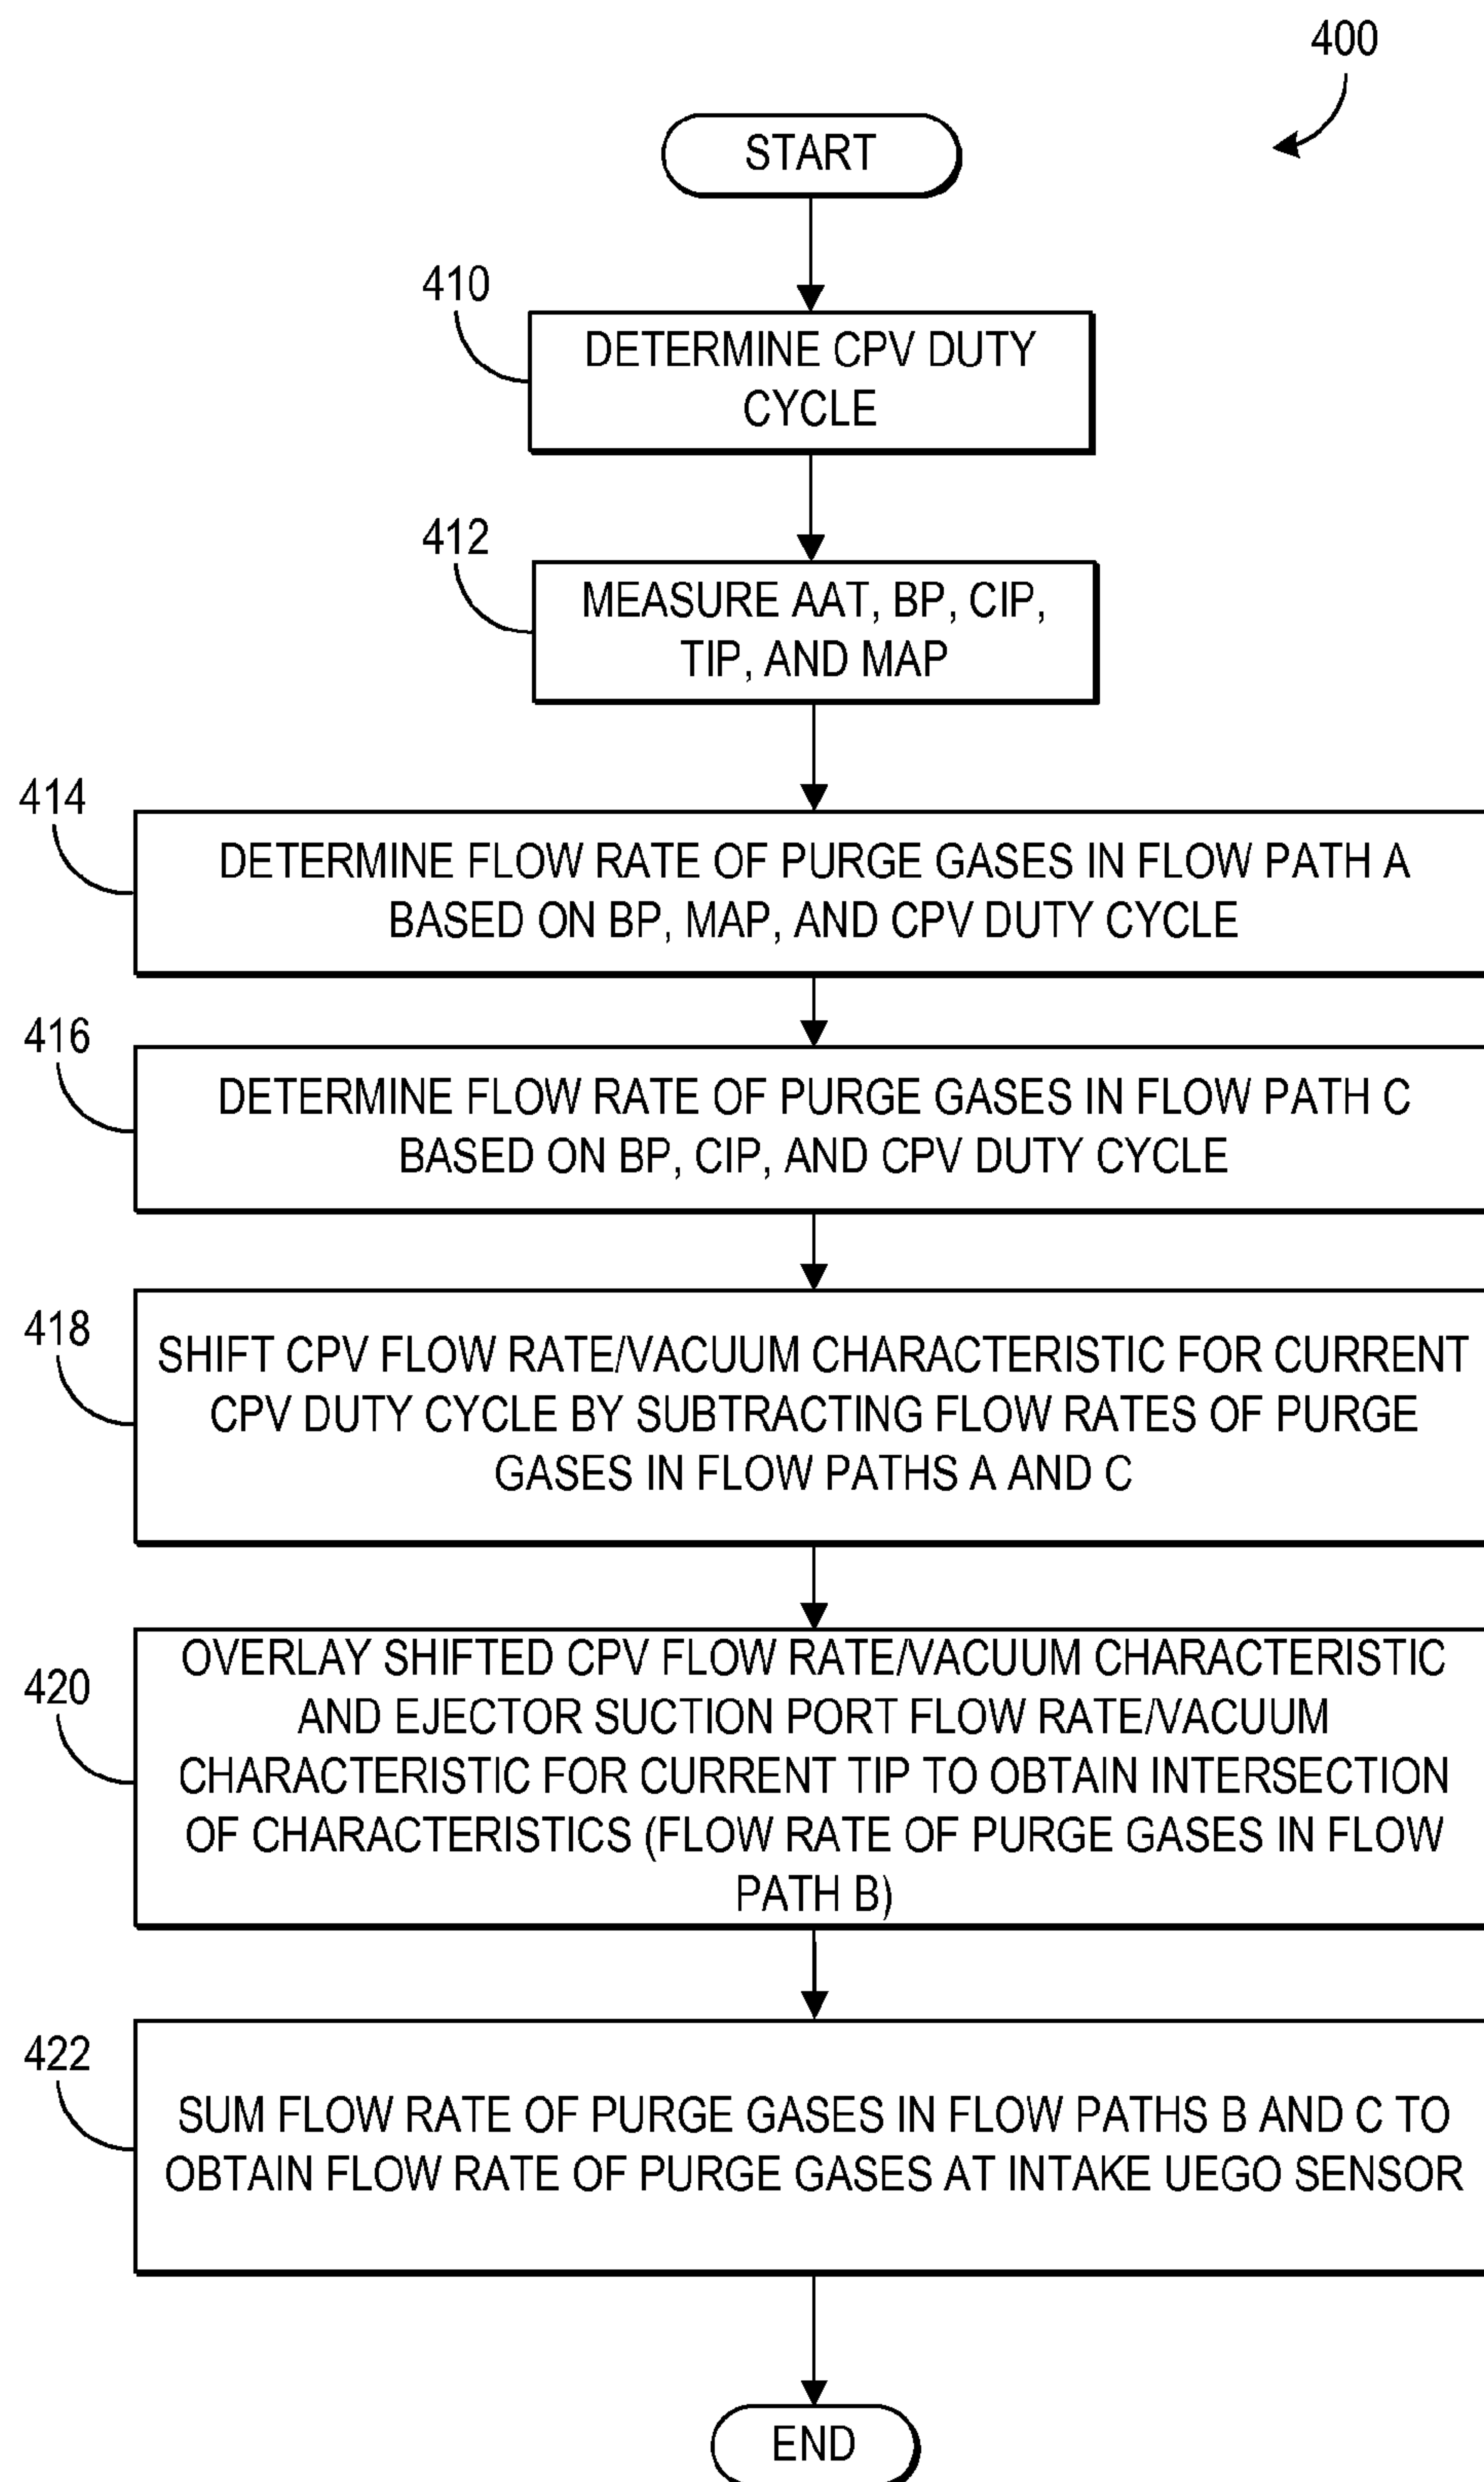 400
START
410
DETERMINE CPV DUTY
CYCLE
412
MEASURE AAT, BP, CIP,
TIP, AND MAP
414
DETERMINE FLOW RATE OF PURGE GASES IN FLOW PATH A
BASED ON BP, MAP, AND CPV DUTY CYCLE
416
DETERMINE FLOW RATE OF PURGE GASES IN FLOW PATH C
BASED ON BP, CIP, AND CPV DUTY CYCLE
418
SHIFT CPV FLOW RATE/VACUUM CHARACTERISTIC FOR CURRENT
CPV DUTY CYCLE BY SUBTRACTING FLOW RATES OF PURGE
GASES IN FLOW PATHS A AND C
420
OVERLAY SHIFTED CPV FLOW RATE/VACUUM CHARACTERISTIC
AND EJECTOR SUCTION PORT FLOW RATE/VACUUM
CHARACTERISTIC FOR CURRENT TIP TO OBTAIN INTERSECTION
OF CHARACTERISTICS (FLOW RATE OF PURGE GASES IN FLOW
PATH B)
422
SUM FLOW RATE OF PURGE GASES IN FLOW PATHS B AND C TO
OBTAIN FLOW RATE OF PURGE GASES AT INTAKE UEGO SENSOR
END